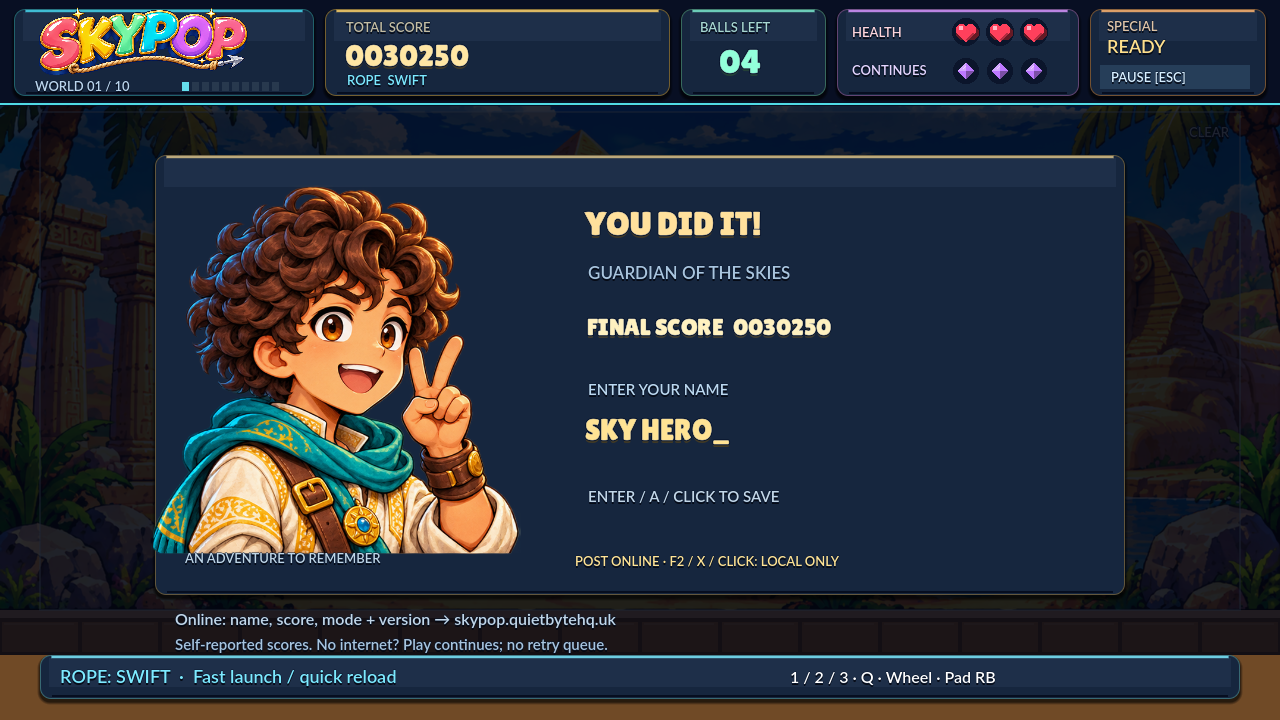 SKYPOP
WORLD 01 / 10
TOTAL SCORE
0030250
ROPE SWIFT
BALLS LEFT
04
HEALTH
CONTINUES
SPECIAL
READY
PAUSE [ESC]
CLEAR
YOU DID IT!
GUARDIAN OF THE SKIES
FINAL SCORE 0030250
ENTER YOUR NAME
SKY HERO_
ENTER / A / CLICK TO SAVE
AN ADVENTURE TO REMEMBER
POST ONLINE · F2 / X / CLICK: LOCAL ONLY
Online: name, score, mode + version → skypop.quietbytehq.uk
Self-reported scores. No internet? Play continues; no retry queue.
ROPE: SWIFT · Fast launch / quick reload
1 / 2 / 3 · Q · Wheel · Pad RB